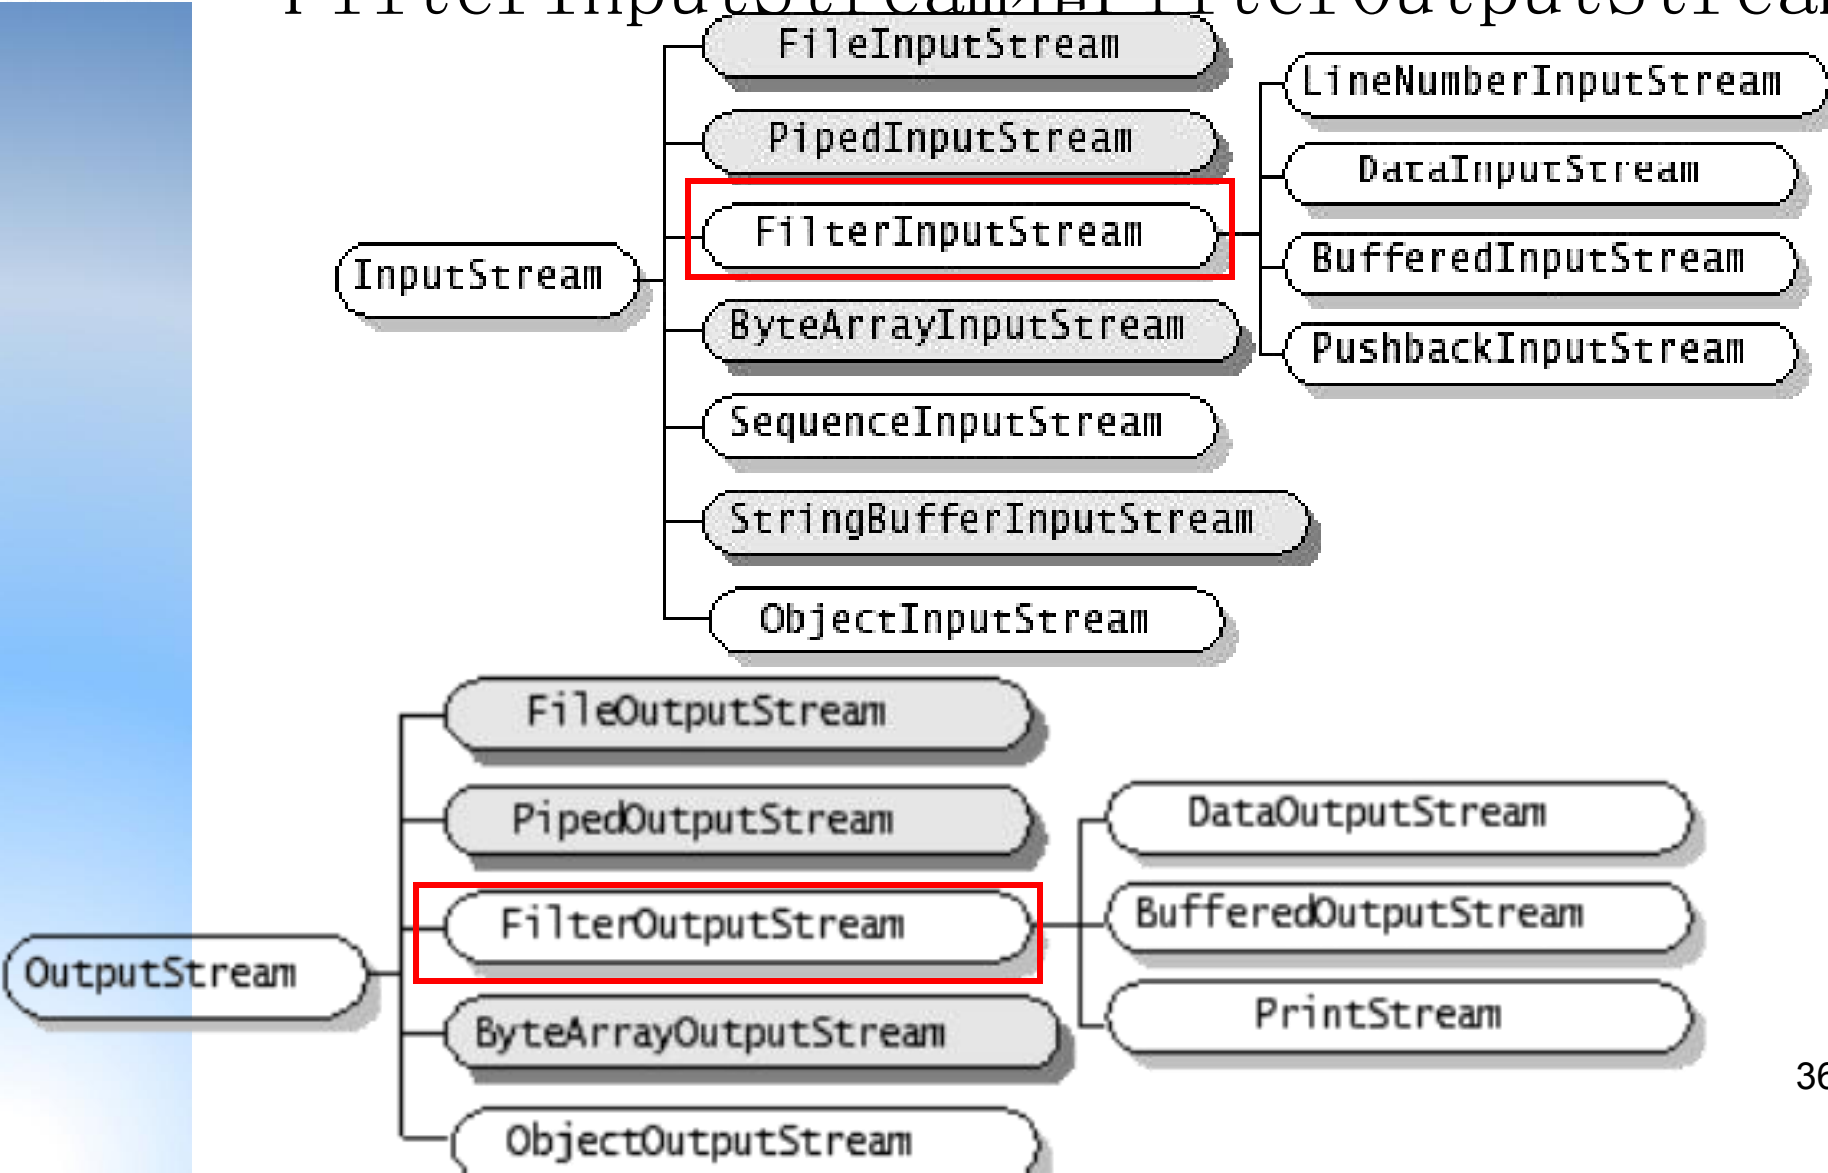 FileInputStream
LineNumberInputStream
PipedInputStream
DataInputStream
FilterInputStream
BufferedInputStream
InputStream
ByteArrayInputStream
PushbackInputStream
SequenceInputStream
StringBufferInputStream
ObjectInputStream
FileOutputStream
PipedOutputStream
DataOutputStream
FilterOutputStream
BufferedOutputStream
OutputStream
ByteArrayOutputStream
PrintStream
36
ObjectOutputStream